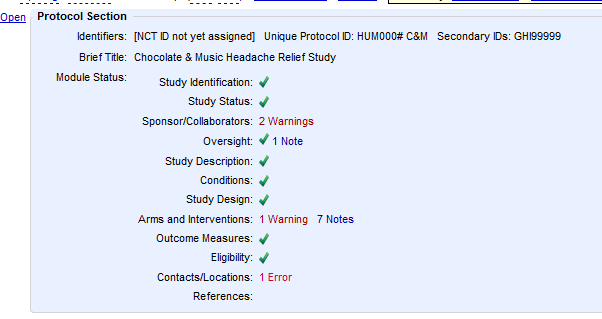 Open Protocol Section
Identifiers: [NCT ID not yet assigned] Unique Protocol ID: HUM000# C&M Secondary IDs: GHI99999
Brief Title: Chocolate & Music Headache Relief Study
Module Status: Study Identification:
Study Status:
Sponsor/Collaborators: 2 Warnings
Oversight: 1 Note
Study Description:
Conditions:
Study Design:
Arms and Interventions: 1 Warning 7 Notes
Outcome Measures:
Eligibility:
Contacts/Locations: 1 Error
References: